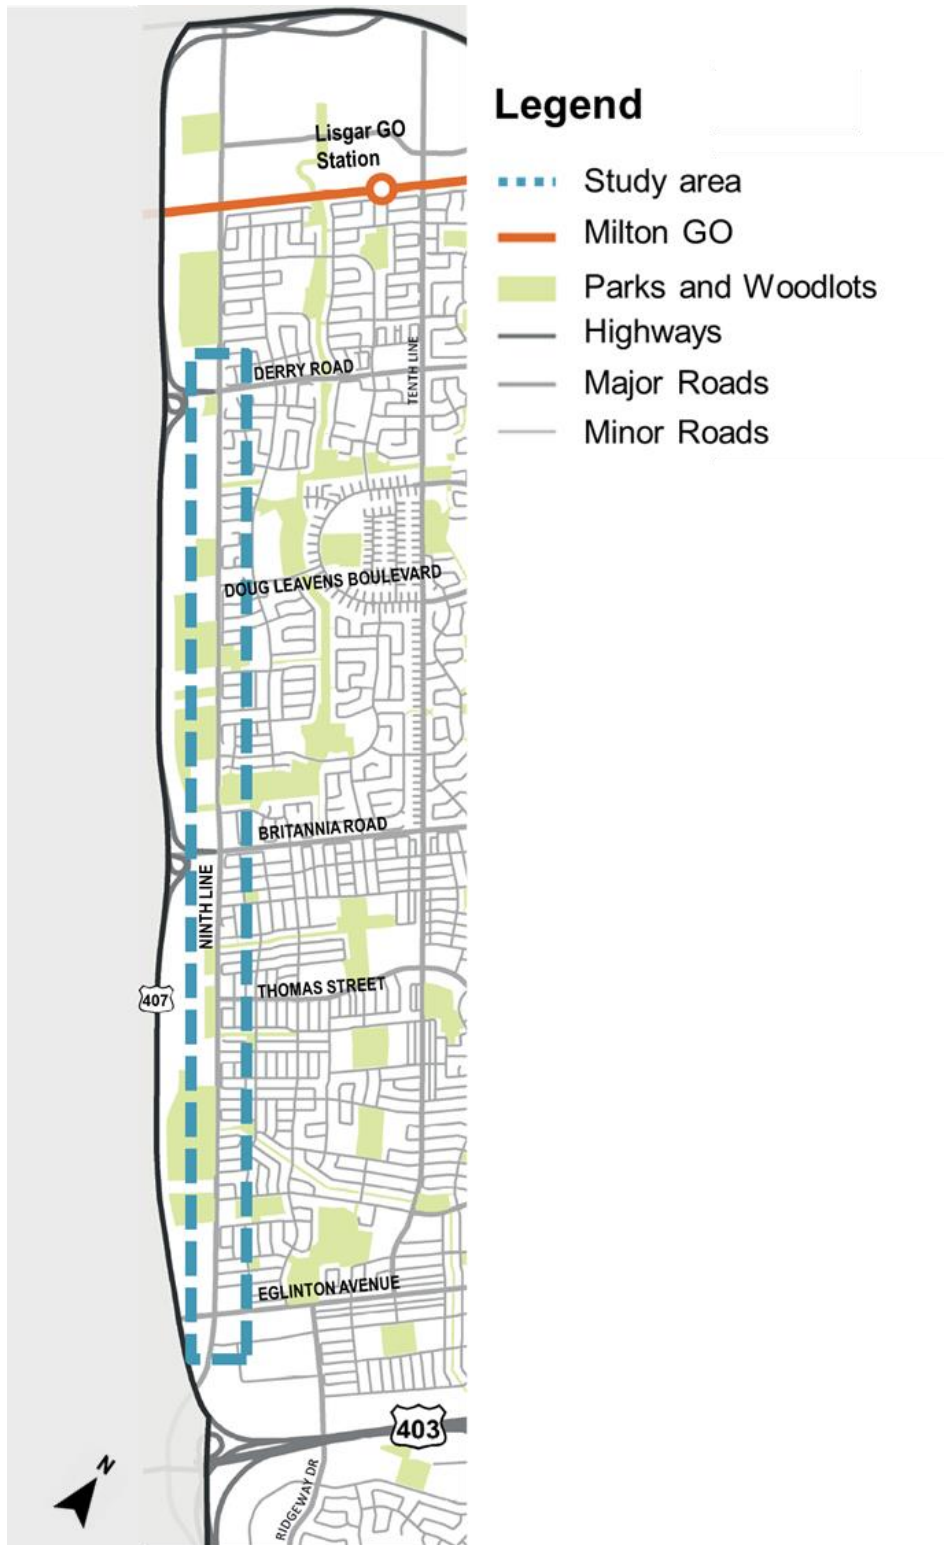 Lisgar GO
Station
DERRY ROAD
TENTH LINE
DOUG LEAVENS BOULEVARD
BRITANNIA ROAD
NINTH LINE
THOMAS STREET
407
EGLINTON AVENUE
403
N
RIDGEWAY DR
Legend
Study area
Milton GO
Parks and Woodlots
Highways
Major Roads
Minor Roads